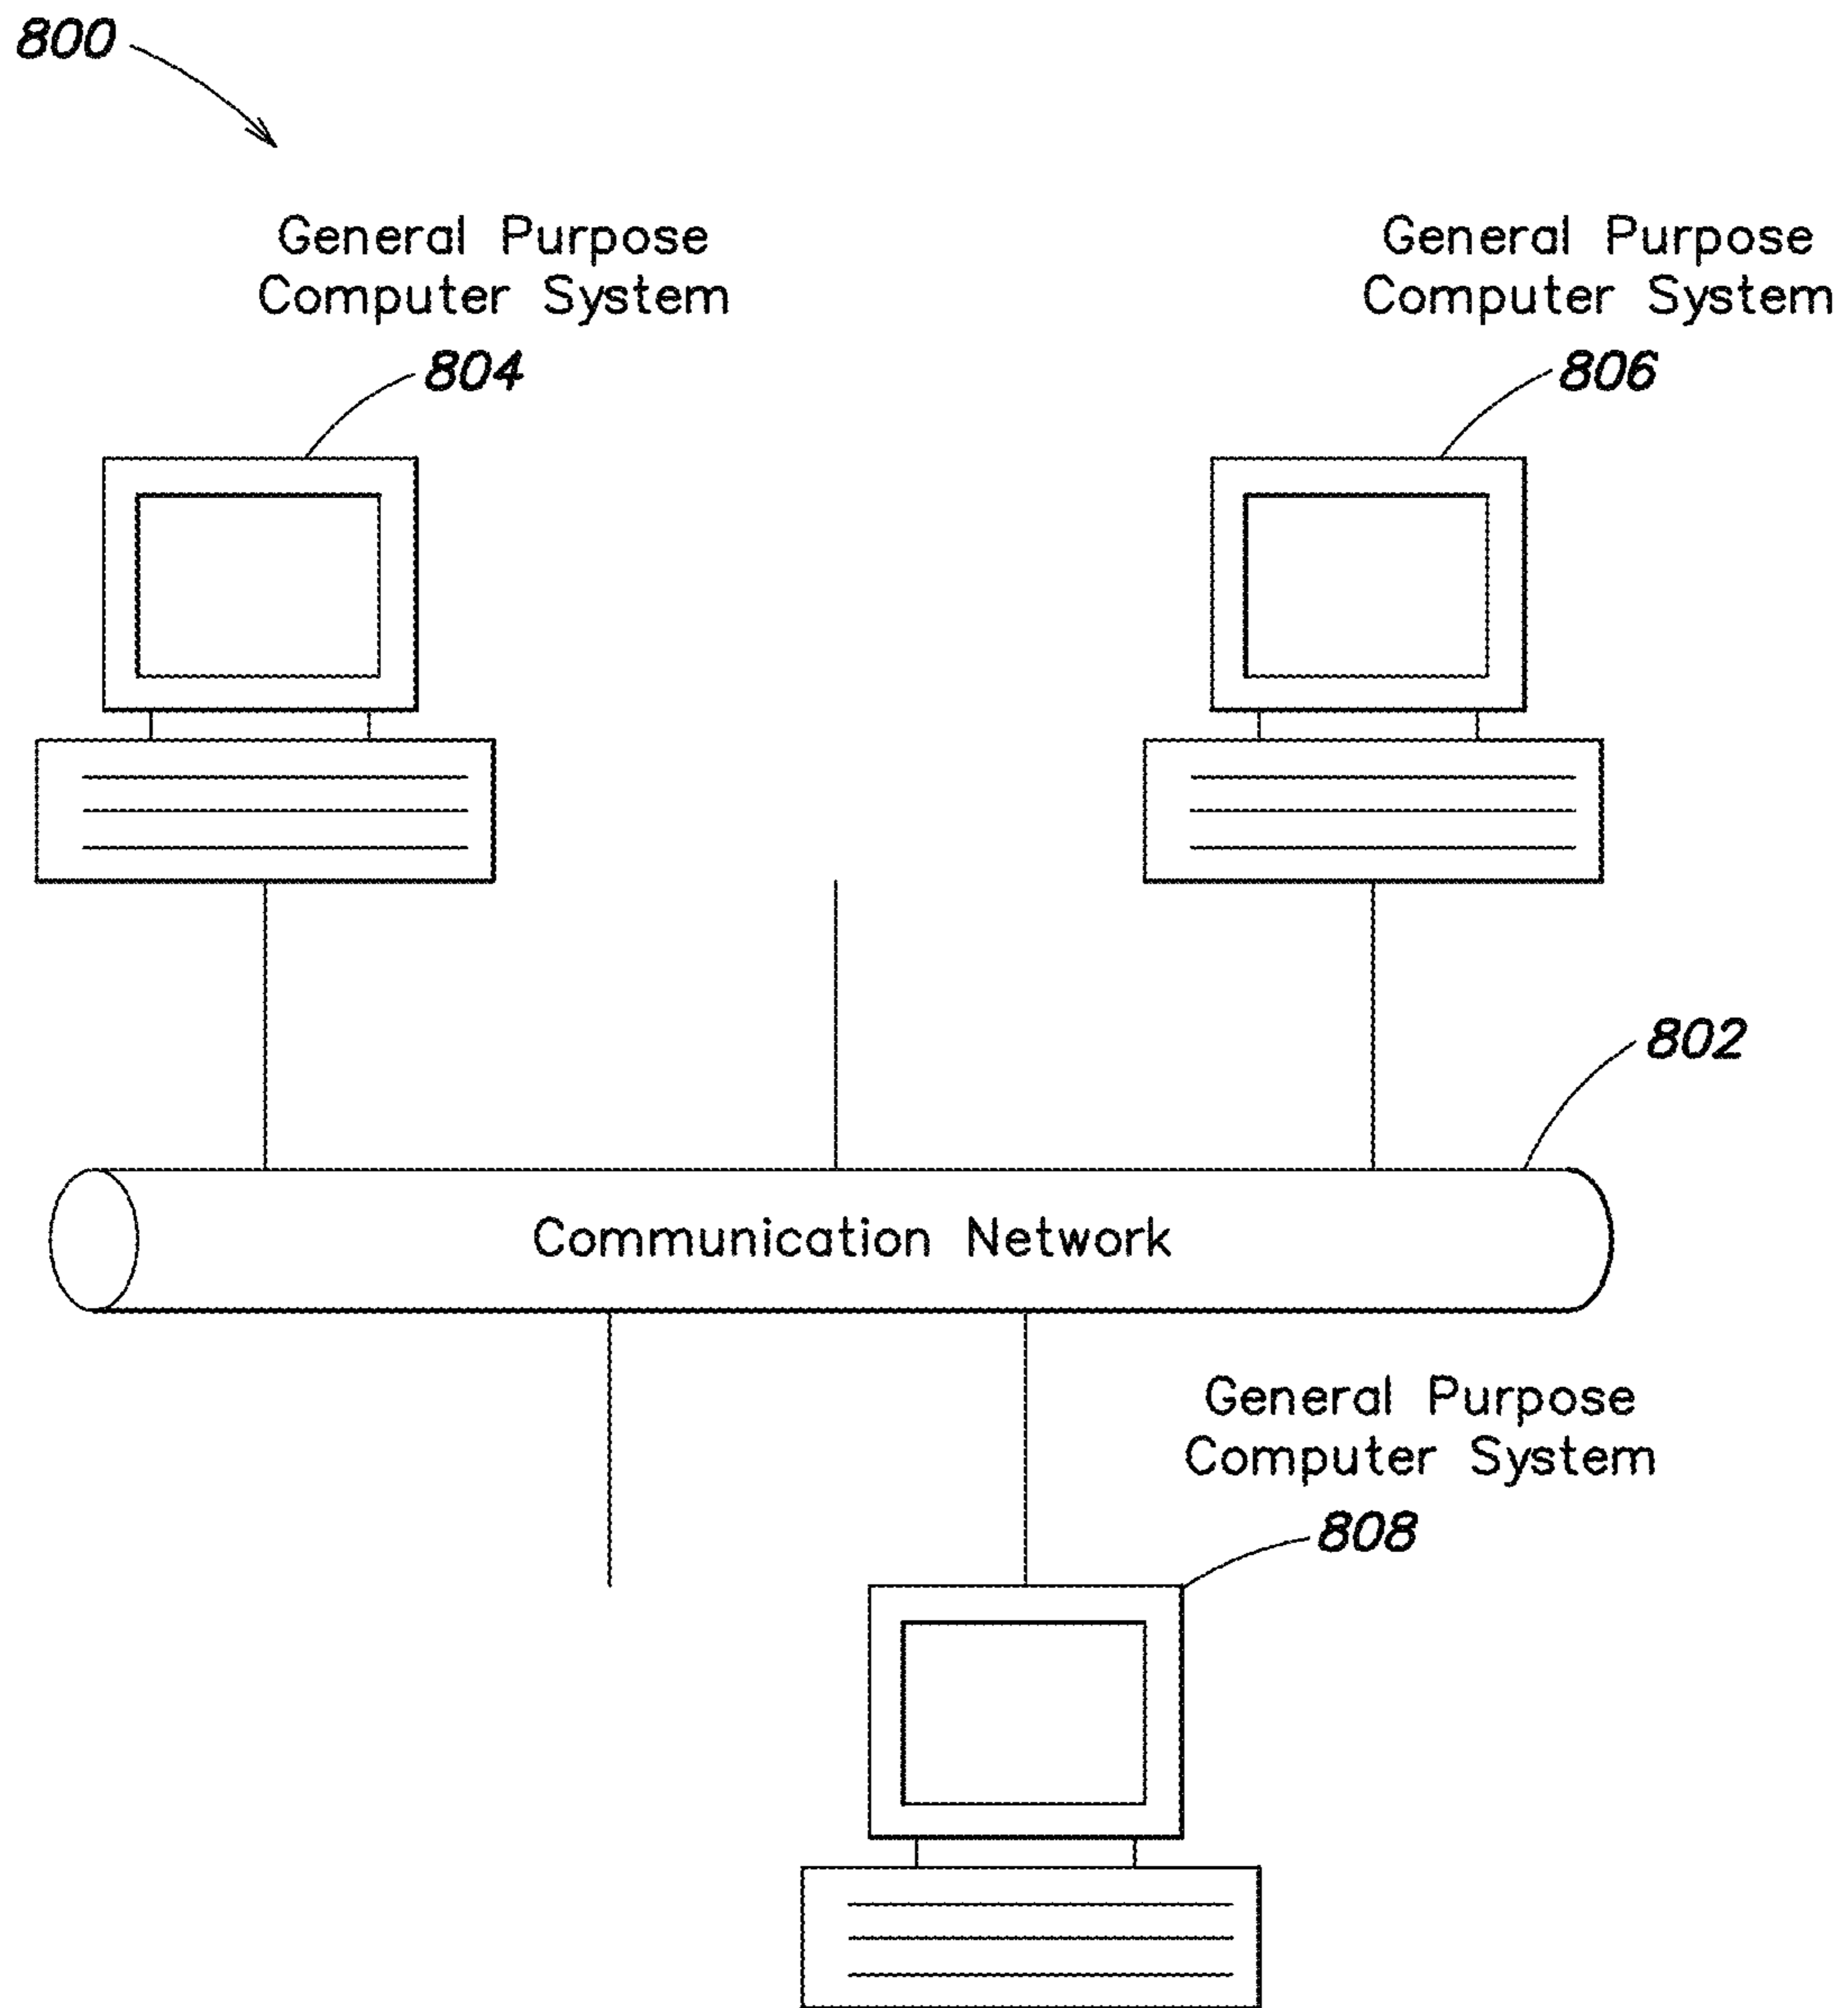 800
General Purpose
Computer System
804
General Purpose
Computer System
806
802
Communication Network
General Purpose
Computer System
808